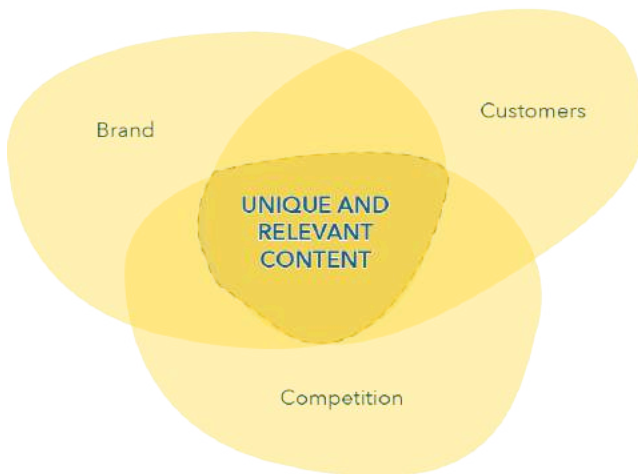 Brand
Customers
UNIQUE AND
RELEVANT
CONTENT
Competition